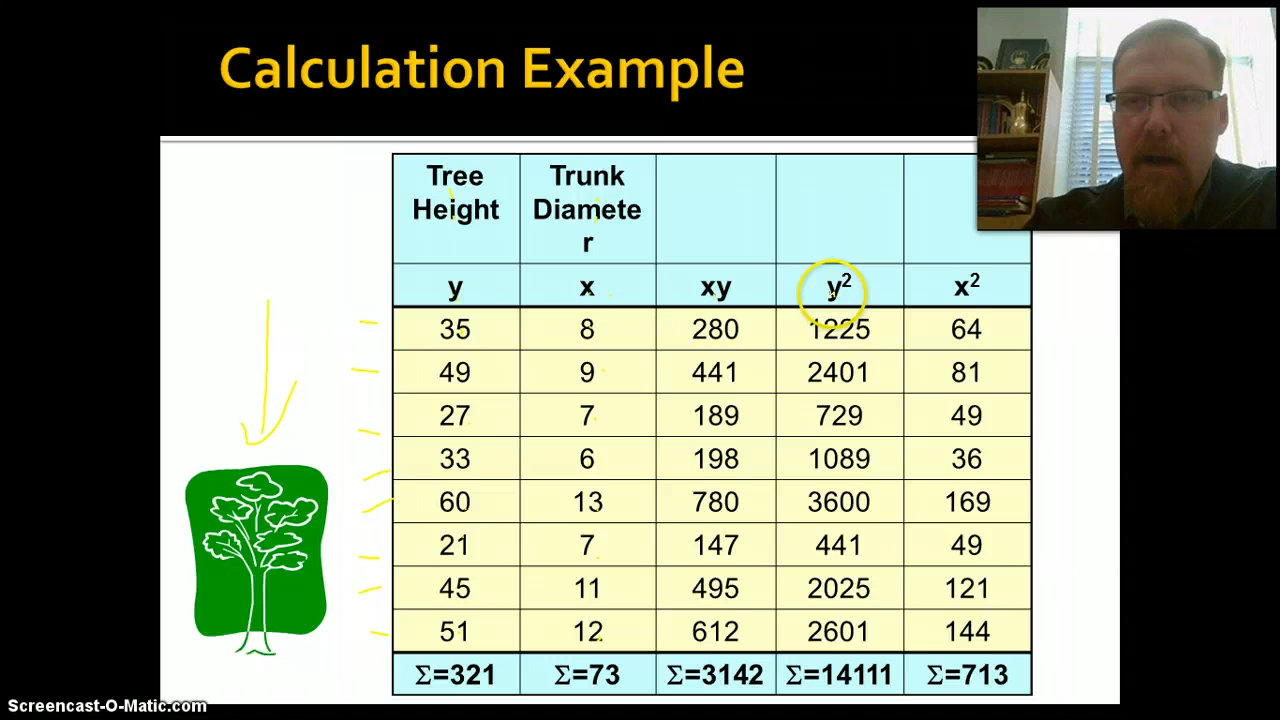 Calculation Example
Tree Height Trunk Diamete r
y x xy y² x²
35 8 280 1225 64
49 9 441 2401 81
27 7 189 729 49
33 6 198 1089 36
60 13 780 3600 169
21 7 147 441 49
45 11 495 2025 121
51 12 612 2601 144
Σ=321 Σ=73 Σ=3142 Σ=14111 Σ=713
Screencast-O-Matic.com